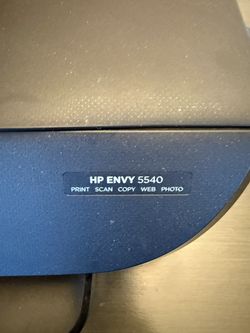 HP ENVY 5540
PRINT SCAN COPY WEB PHOTO